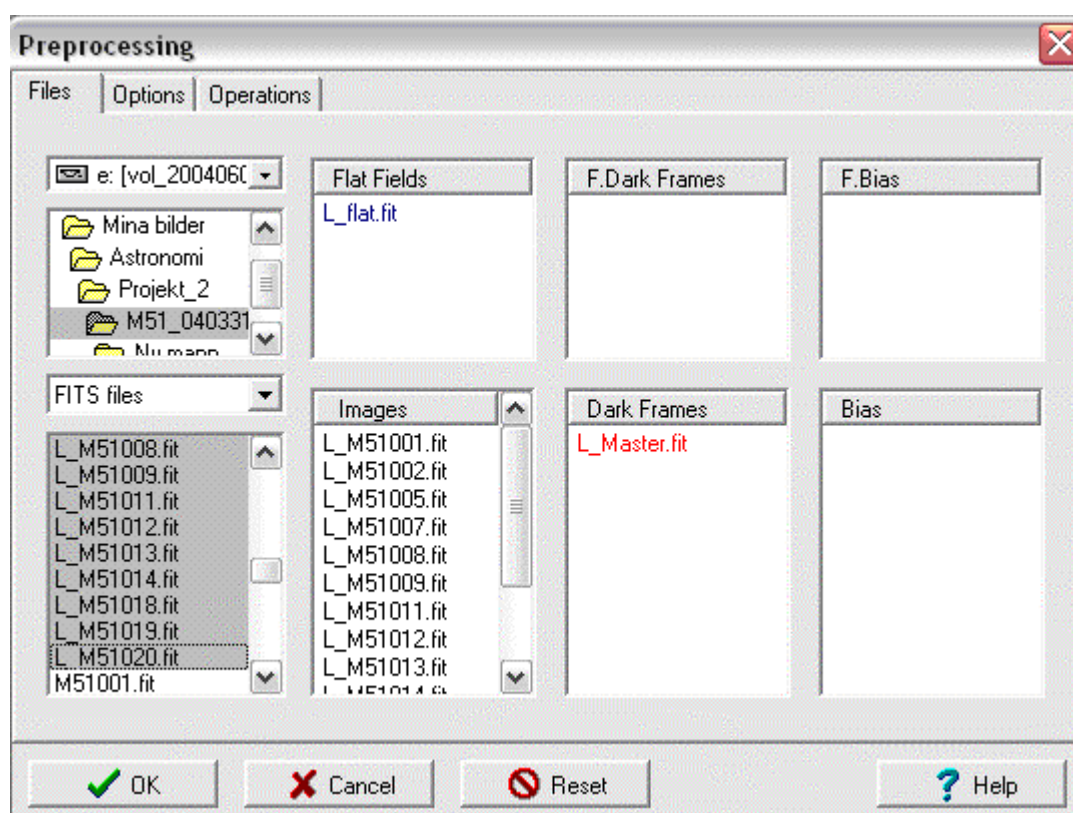 Preprocessing
Files
Options
Operations
e: [vol_2004060
Mina bilder
Astronomi
Projekt_2
M51_040331
FITS files
L_M51008.fit
L_M51009.fit
L_M51011.fit
L_M51012.fit
L_M51013.fit
L_M51014.fit
L_M51018.fit
L_M51019.fit
L_M51020.fit
M51001.fit
Flat Fields
L_flat.fit
F.Dark Frames
F.Bias
Images
L_M51001.fit
L_M51002.fit
L_M51005.fit
L_M51007.fit
L_M51008.fit
L_M51009.fit
L_M51011.fit
L_M51012.fit
L_M51013.fit
L_M51014.fit
Dark Frames
L_Master.fit
Bias
OK
Cancel
Reset
Help